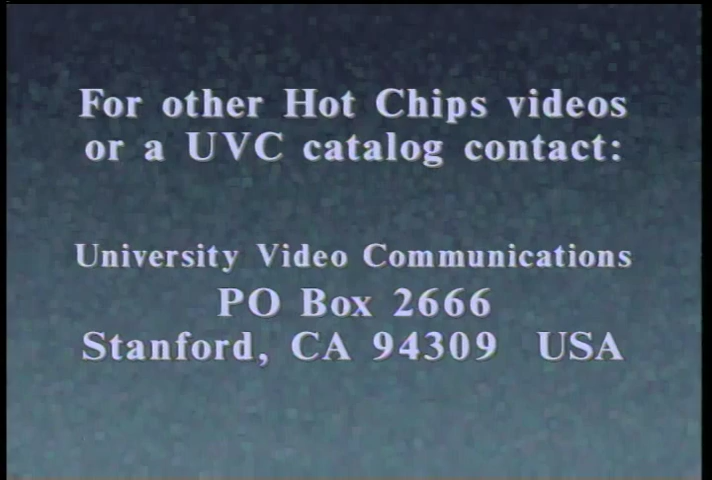 For other Hot Chips videos
or a UVC catalog contact:
University Video Communications
PO Box 2666
Stanford, CA 94309 USA